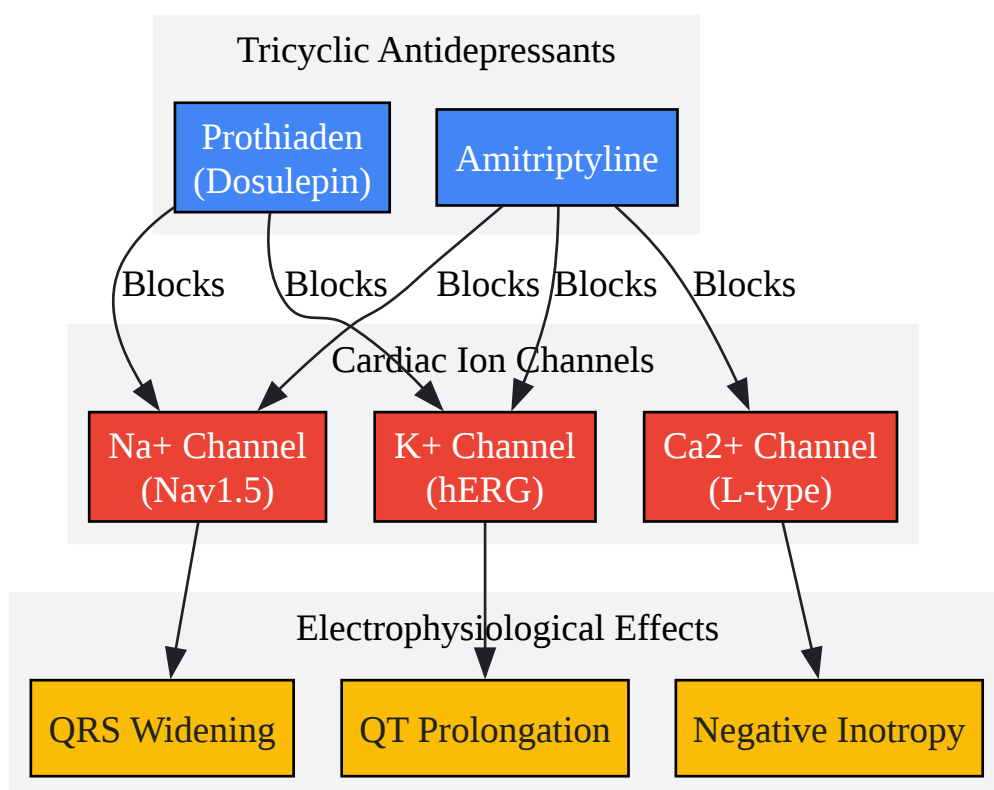 Tricyclic Antidepressants
Prothiaden
(Dosulepin)
Amitriptyline
Blocks
Blocks
Blocks
Blocks
Blocks
Cardiac Ion Channels
Na+ Channel
(Nav1.5)
K+ Channel
(hERG)
Ca2+ Channel
(L-type)
Electrophysiological Effects
QRS Widening
QT Prolongation
Negative Inotropy